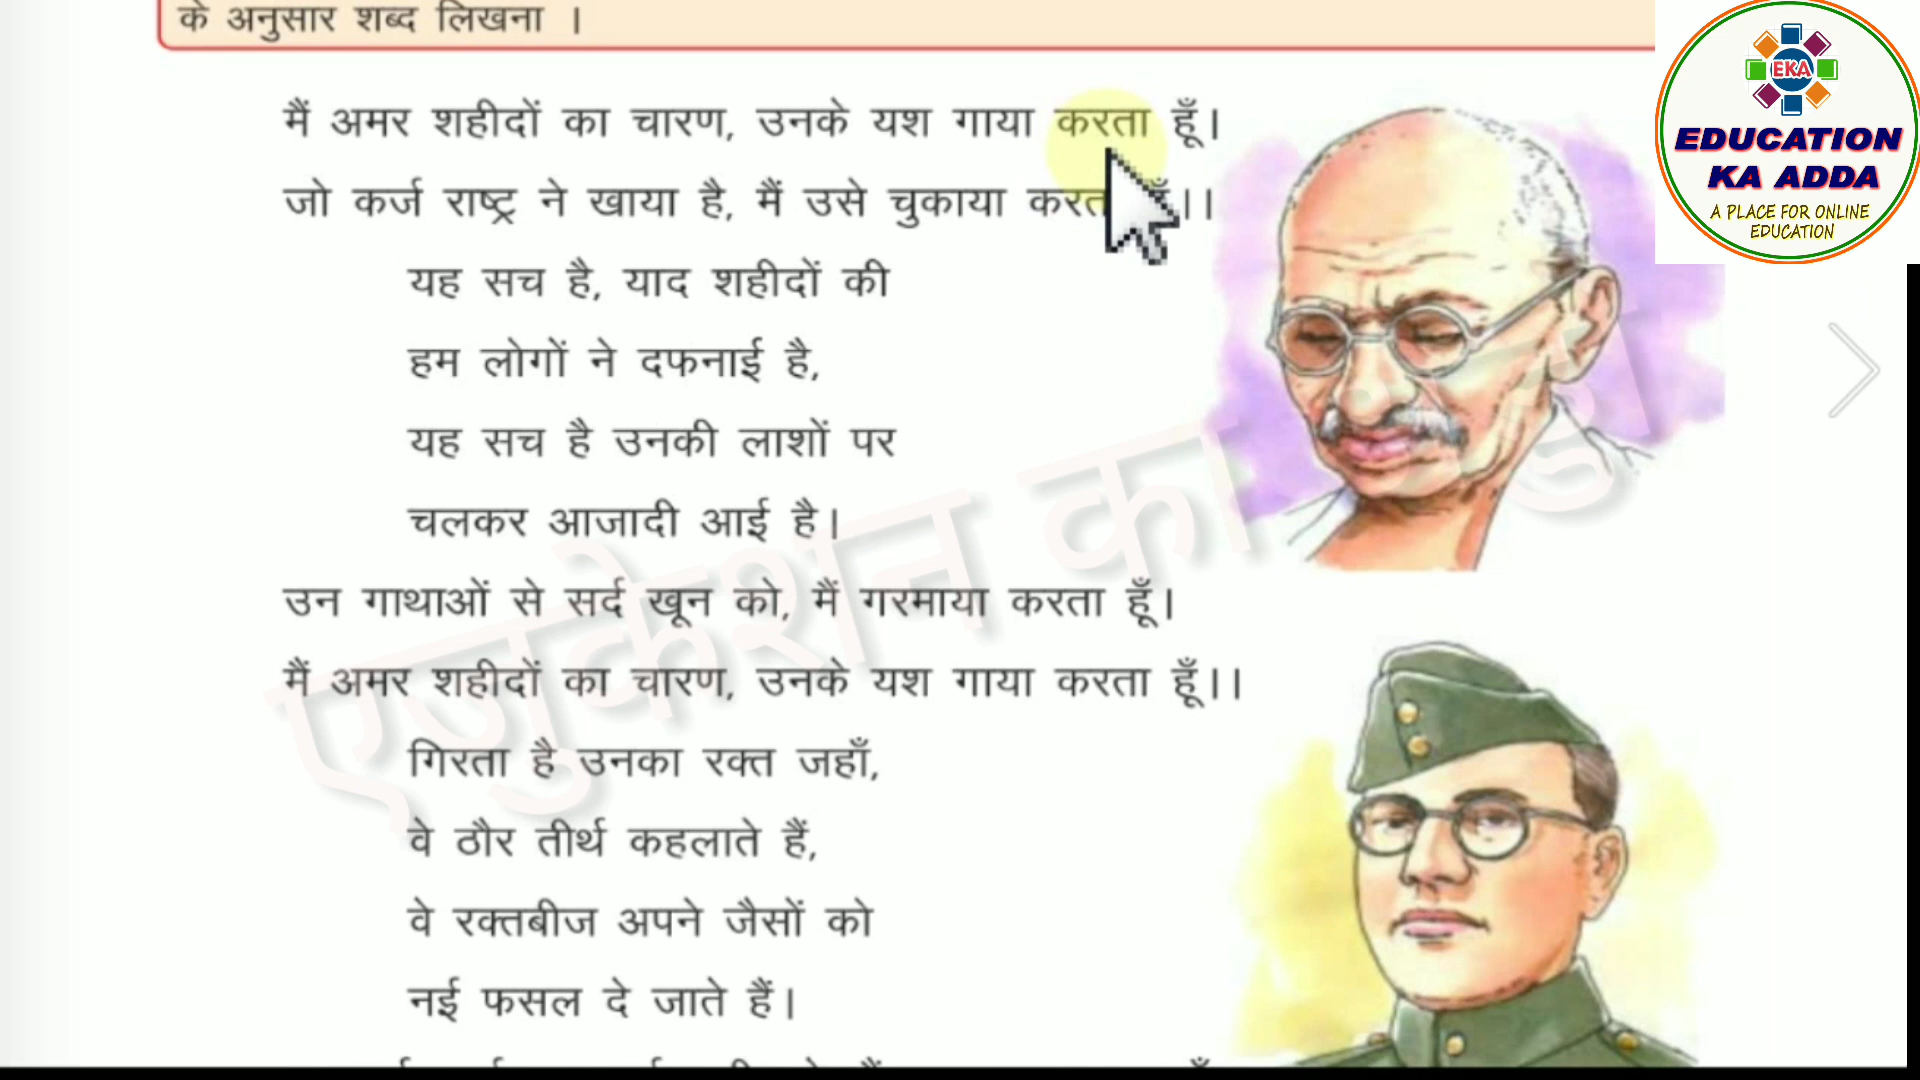 के अनुसार शब्द लिखना ।
EKA
EDUCATION
KA ADDA
A PLACE FOR ONLINE
EDUCATION
मैं अमर शहीदों का चारण, उनके यश गाया करता हूँ।
जो कर्ज राष्ट्र ने खाया है, मैं उसे चुकाया करत ।।
यह सच है, याद शहीदों की
हम लोगों ने दफनाई है,
यह सच है उनकी लाशों पर
चलकर आजादी आई है।
उन गाथाओं से सर्द खून को, मैं गरमाया करता हूँ।
मैं अमर शहीदों का चारण, उनके यश गाया करता हूँ।।
गिरता है उनका रक्त जहाँ,
वे ठौर तीर्थ कहलाते हैं,
वे रक्तबीज अपने जैसों को
नई फसल दे जाते हैं।
एजुकेशन का